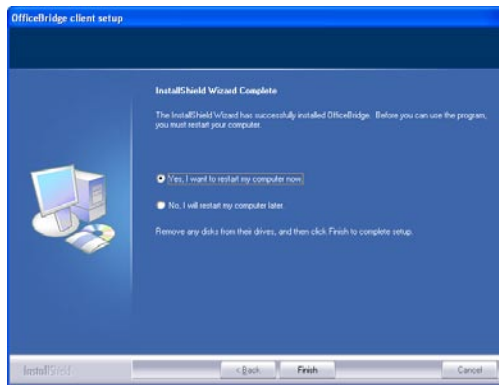 OfficeBridge client setup
InstallShield Wizard Complete
The InstallShield Wizard has successfully installed OfficeBridge. Before you can use the program,
you must restart your computer.
Yes, I want to restart my computer now.
No, I will restart my computer later.
Remove any disks from their drives, and then click Finish to complete setup.
InstallShield
< Back
Finish
Cancel